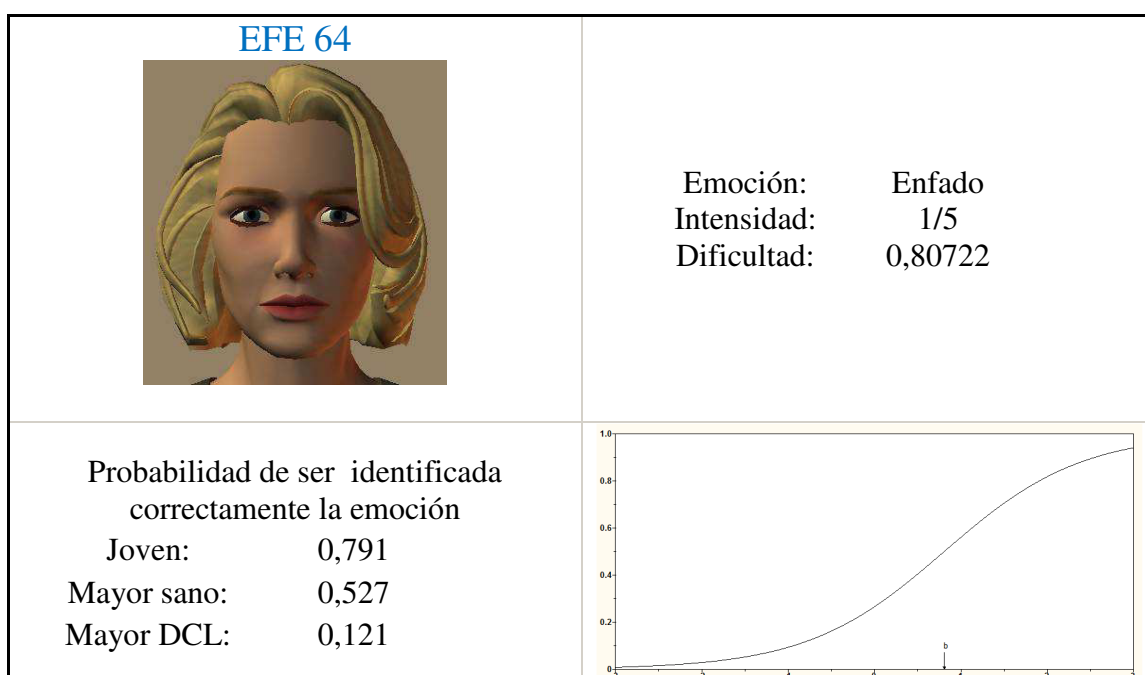 EFE 64
Emoción: Enfado
Intensidad: 1/5
Dificultad: 0,80722
Probabilidad de ser identificada
correctamente la emoción
Joven: 0,791
Mayor sano: 0,527
Mayor DCL: 0,121
1.0
0.8
0.6
0.4
0.2
0
b